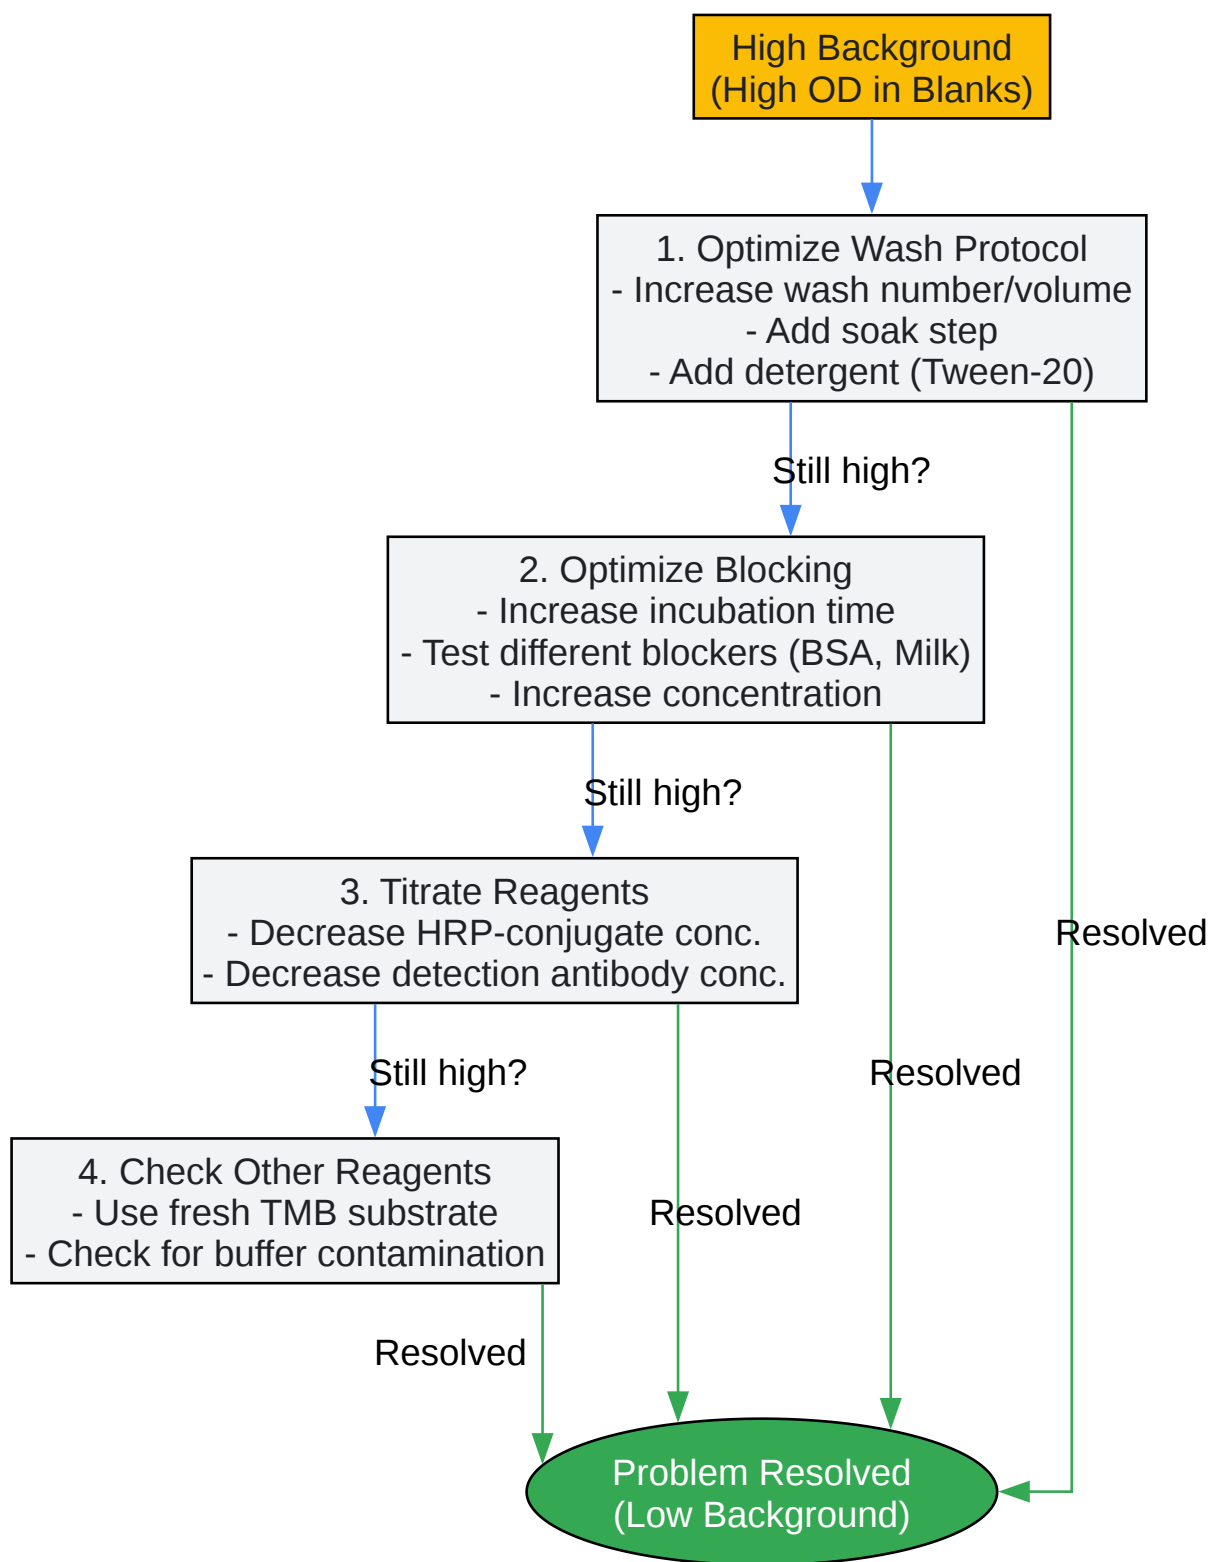 High Background
(High OD in Blanks)
1. Optimize Wash Protocol
- Increase wash number/volume
- Add soak step
- Add detergent (Tween-20)
Still high?
2. Optimize Blocking
- Increase incubation time
- Test different blockers (BSA, Milk)
- Increase concentration
Still high?
3. Titrate Reagents
- Decrease HRP-conjugate conc.
- Decrease detection antibody conc.
Resolved
Still high?
Resolved
4. Check Other Reagents
- Use fresh TMB substrate
- Check for buffer contamination
Resolved
Resolved
Problem Resolved
(Low Background)